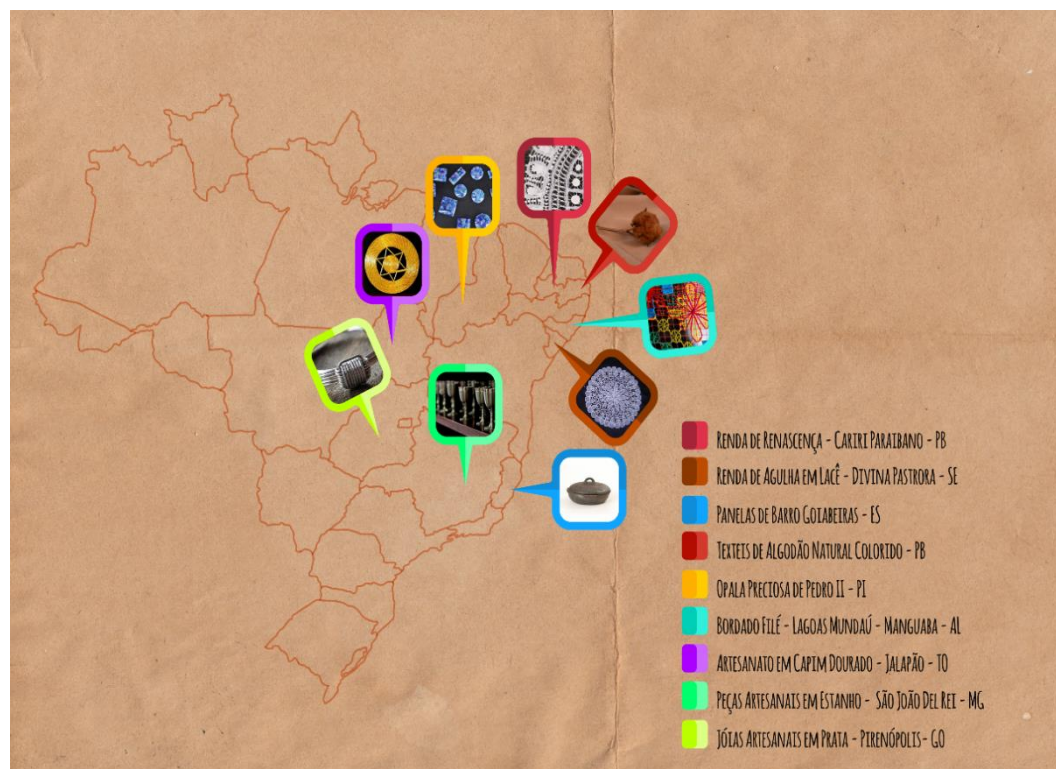 RENDA DE RENASCENÇA - CARIRI PARAIBANO - PB
RENDA DE AGULHA EM LACÊ - DIVINA PASTRORA - SE
PANELAS DE BARRO GOIABEIRAS - ES
TEXTEIS DE ALGODÃO NATURAL COLORIDO - PB
OPALA PRECIOSA DE PEDRO II - PI
BORDADO FILÉ - LAGOAS MUNDAÚ - MANGUABA - AL
ARTESANATO EM CAPIM DOURADO - JALAPÃO - TO
PEÇAS ARTESANAIS EM ESTANHO - SÃO JOÃO DEL REI - MG
JÓIAS ARTESANAIS EM PRATA - PIRENÓPOLIS- GO